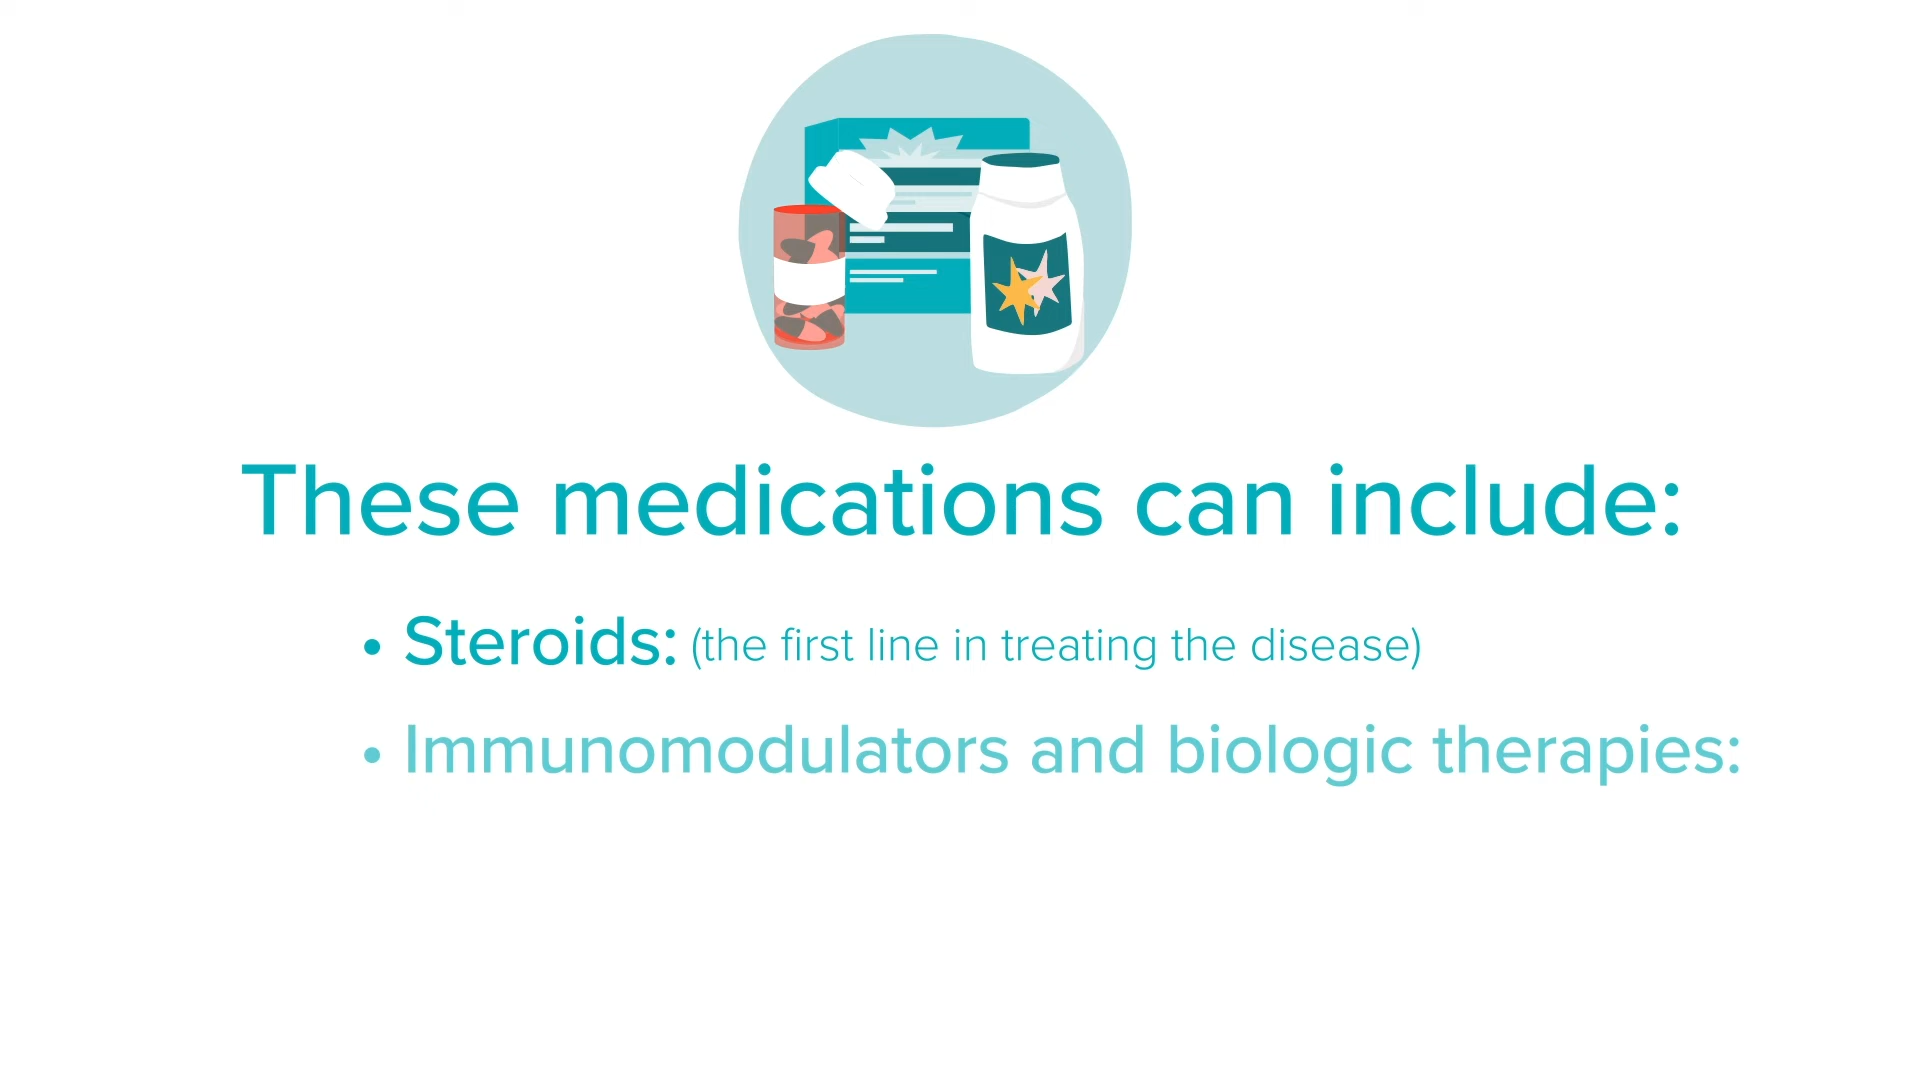 These medications can include:
• Steroids: (the first line in treating the disease)
• Immunomodulators and biologic therapies: